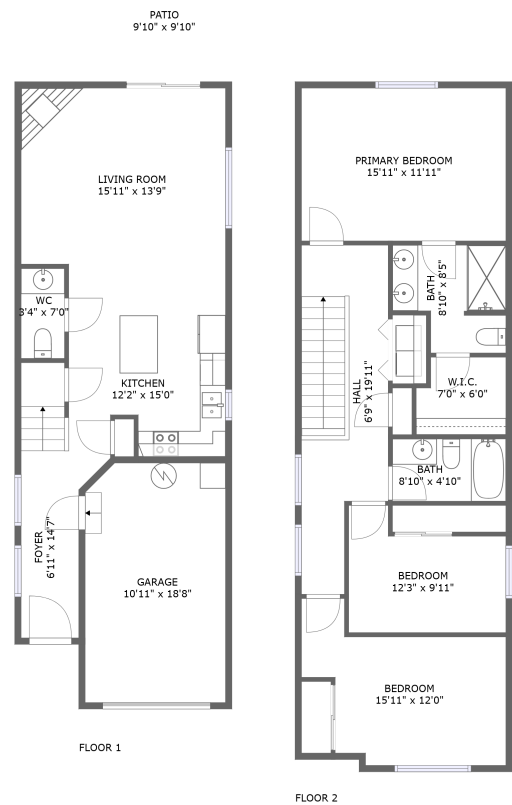 PATIO
9'10" x 9'10"
LIVING ROOM
15'11" x 13'9"
WC
3'4" x 7'0"
KITCHEN
12'2" x 15'0"
FOYER
6'11" x 14'7"
GARAGE
10'11" x 18'8"
FLOOR 1
PRIMARY BEDROOM
15'11" x 11'11"
BATH
8'10" x 8'5"
HALL
6'9" x 19'11"
W.I.C.
7'0" x 6'0"
BATH
8'10" x 4'10"
BEDROOM
12'3" x 9'11"
BEDROOM
15'11" x 12'0"
FLOOR 2